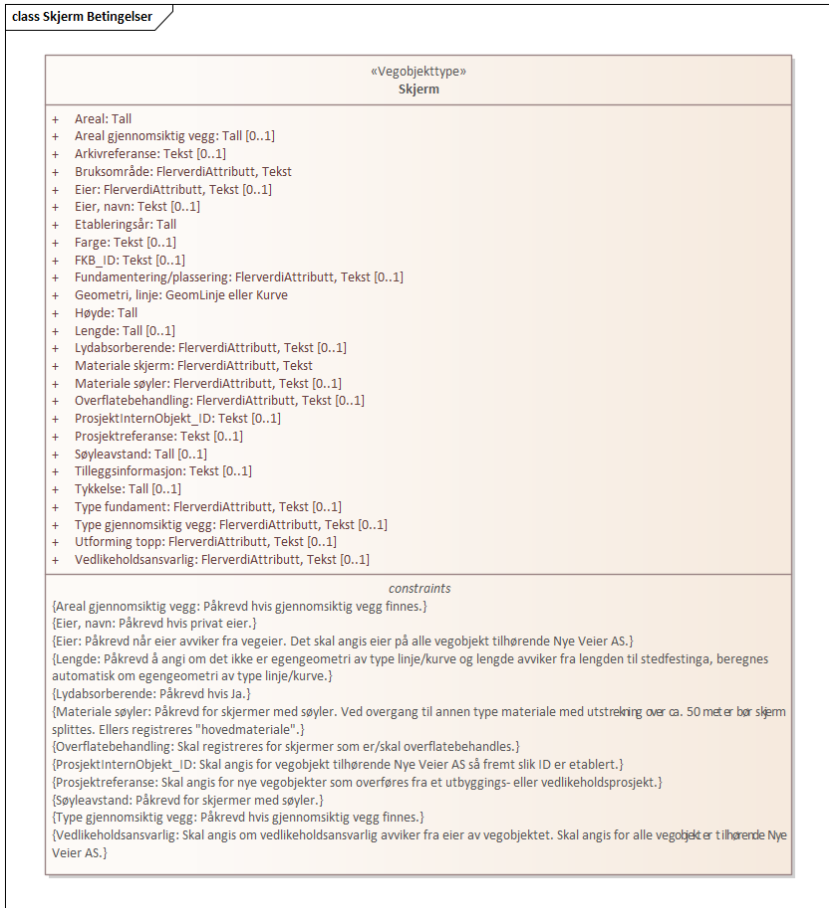 class Skjerm Betingelser
«Vegobjekttype»
Skjerm
+ Areal: Tall
+ Areal gjennomsiktig vegg: Tall [0..1]
+ Arkivreferanse: Tekst [0..1]
+ Bruksområde: FlerverdiAttributt, Tekst
+ Eier: FlerverdiAttributt, Tekst [0..1]
+ Eier, navn: Tekst [0..1]
+ Etableringsår: Tall
+ Farge: Tekst [0..1]
+ FKB_ID: Tekst [0..1]
+ Fundamentering/plassering: FlerverdiAttributt, Tekst [0..1]
+ Geometri, linje: GeomLinje eller Kurve
+ Høyde: Tall
+ Lengde: Tall [0..1]
+ Lydabsorberende: FlerverdiAttributt, Tekst [0..1]
+ Materiale skjerm: FlerverdiAttributt, Tekst
+ Materiale søyler: FlerverdiAttributt, Tekst [0..1]
+ Overflatebehandling: FlerverdiAttributt, Tekst [0..1]
+ ProsjektInternObjekt_ID: Tekst [0..1]
+ Prosjektreferanse: Tekst [0..1]
+ Søyleavstand: Tall [0..1]
+ Tilleggsinformasjon: Tekst [0..1]
+ Tykkelse: Tall [0..1]
+ Type fundament: FlerverdiAttributt, Tekst [0..1]
+ Type gjennomsiktig vegg: FlerverdiAttributt, Tekst [0..1]
+ Utforming topp: FlerverdiAttributt, Tekst [0..1]
+ Vedlikeholdsansvarlig: FlerverdiAttributt, Tekst [0..1]
constraints
{Areal gjennomsiktig vegg: Påkrevd hvis gjennomsiktig vegg finnes.}
{Eier, navn: Påkrevd hvis privat eier.}
{Eier: Påkrevd når eier avviker fra vegeier. Det skal angis eier på alle vegobjekt tilhørende Nye Veier AS.}
{Lengde: Påkrevd å angi om det ikke er egengeometri av type linje/kurve og lengde avviker fra lengden til stedfestinga, beregnes
automatisk om egengeometri av type linje/kurve.}
{Lydabsorberende: Påkrevd hvis Ja.}
{Materiale søyler: Påkrevd for skjermer med søyler. Ved overgang til annen type materiale med utstrekning over ca. 50 meter bør skjerm
splittes. Ellers registreres "hovedmateriale".}
{Overflatebehandling: Skal registreres for skjermer som er/skal overflatebehandles.}
{ProsjektInternObjekt_ID: Skal angis for vegobjekt tilhørende Nye Veier AS så fremt slik ID er etablert.}
{Prosjektreferanse: Skal angis for nye vegobjekter som overføres fra et utbyggings- eller vedlikeholdsprosjekt.}
{Søyleavstand: Påkrevd for skjermer med søyler.}
{Type gjennomsiktig vegg: Påkrevd hvis gjennomsiktig vegg finnes.}
{Vedlikeholdsansvarlig: Skal angis om vedlikeholdsansvarlig avviker fra eier av vegobjektet. Skal angis for alle vegobjekter tilhørende Nye
Veier AS.}